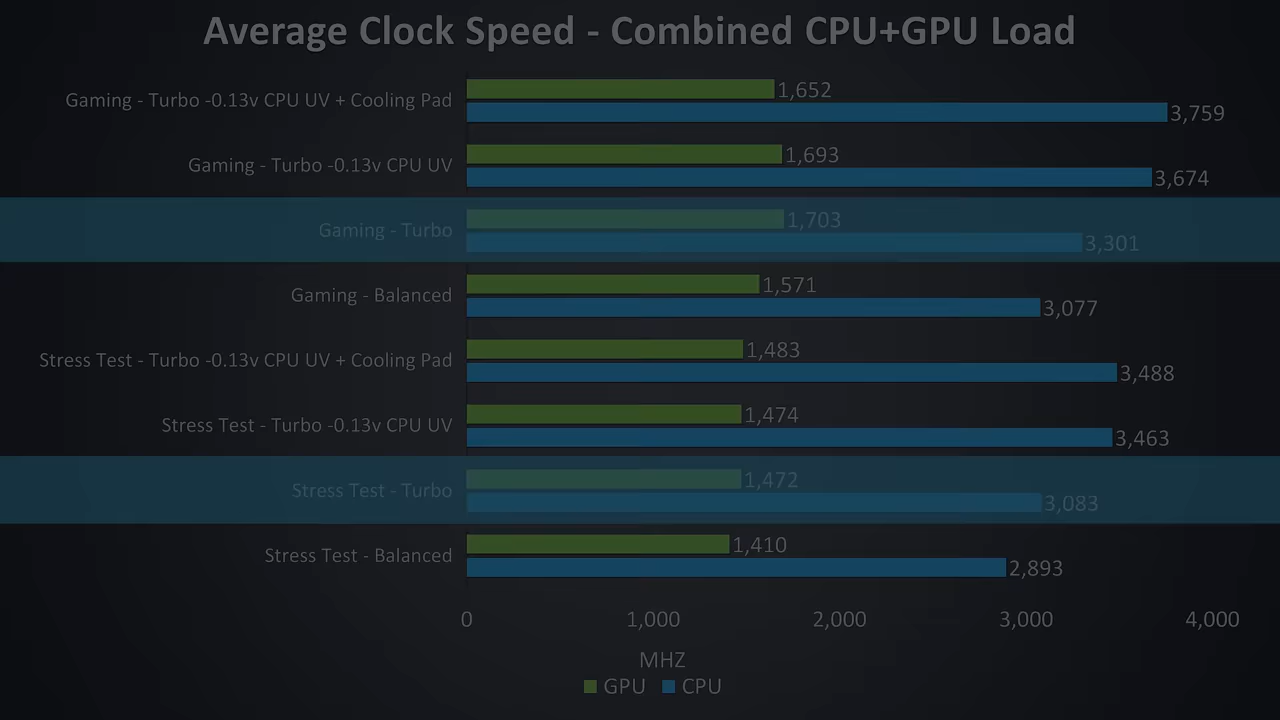 Average Clock Speed - Combined CPU+GPU Load
Gaming - Turbo -0.13v CPU UV + Cooling Pad
1,652
3,759
Gaming - Turbo -0.13v CPU UV
1,693
3,674
Gaming - Turbo
1,703
3,301
Gaming - Balanced
1,571
3,077
Stress Test - Turbo -0.13v CPU UV + Cooling Pad
1,483
3,488
Stress Test - Turbo -0.13v CPU UV
1,474
3,463
Stress Test - Turbo
1,472
3,083
Stress Test - Balanced
1,410
2,893
0 1,000 2,000 3,000 4,000
MHZ
GPU CPU